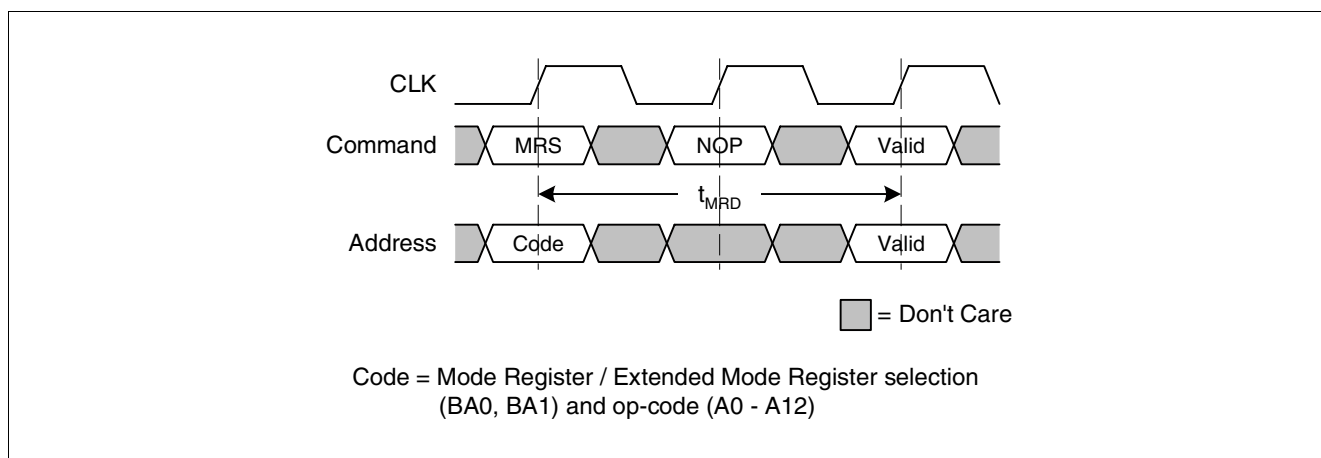 CLK
Command MRS NOP Valid
tMRD
Address Code Valid
= Don't Care
Code = Mode Register / Extended Mode Register selection
(BA0, BA1) and op-code (A0 - A12)